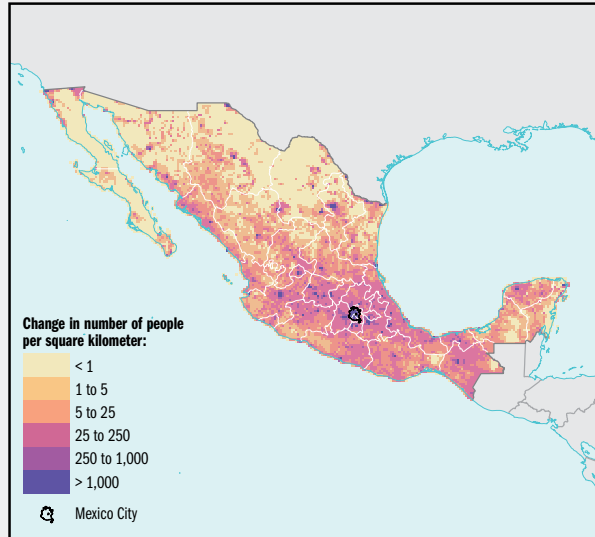 Change in number of people
per square kilometer:
< 1
1 to 5
5 to 25
25 to 250
250 to 1,000
> 1,000
Mexico City